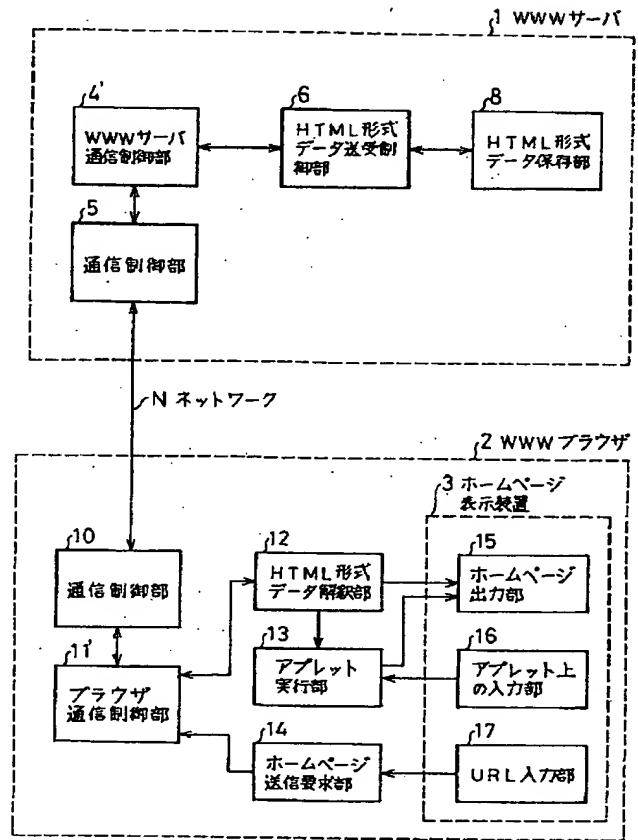 1 WWWサーバ
4'
WWWサーバ
通信制御部
6
HTML形式
データ送受制
御部
8
HTML形式
データ保存部
5
通信制御部
N ネットワーク
2 WWWブラウザ
3 ホームページ
表示装置
10
通信制御部
12
HTML形式
データ解釈部
15
ホームページ
出力部
11'
ブラウザ
通信制御部
13
アプレット
実行部
16
アプレット上
の入力部
14
ホームページ
送信要求部
17
URL入力部